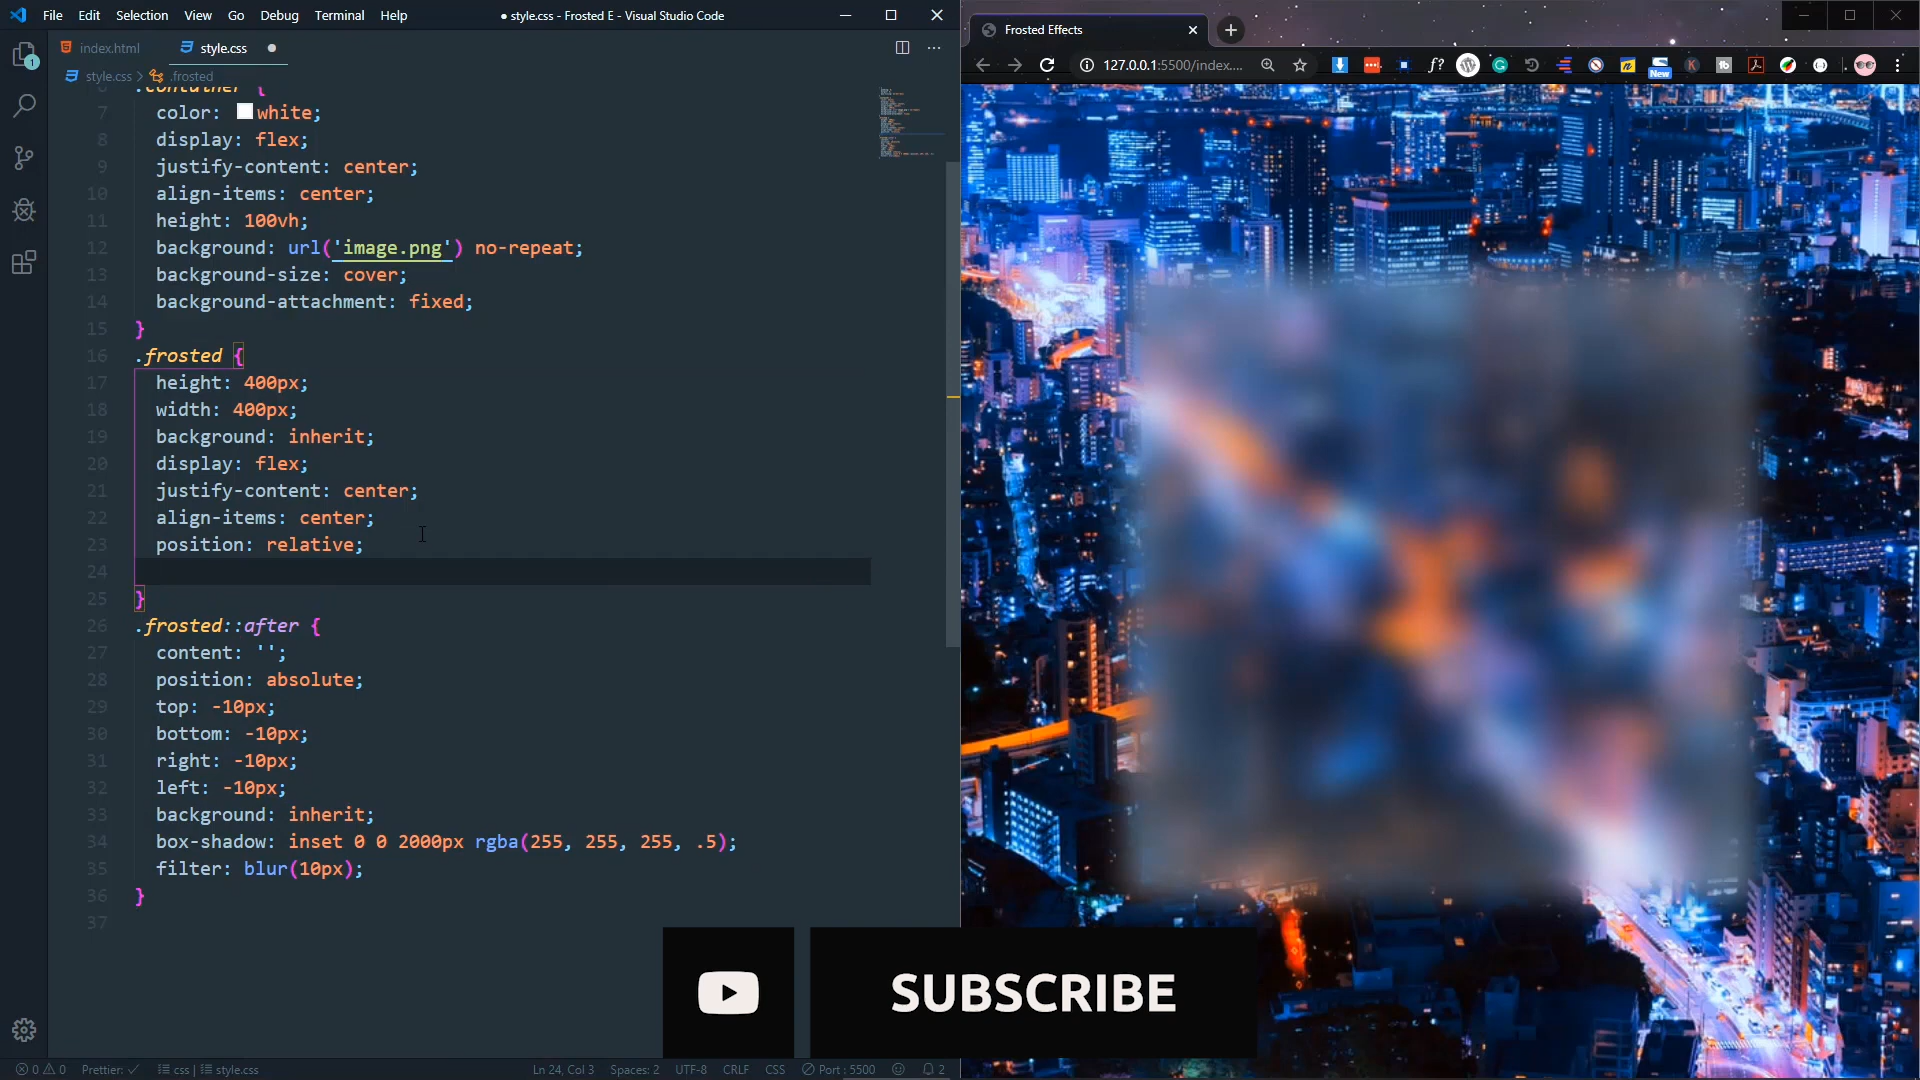 File Edit Selection View Go Debug Terminal Help
● style.css - Frosted E - Visual Studio Code
index.html
style.css ●
style.css > .frosted
.container {
7 color: white;
8 display: flex;
9 justify-content: center;
10 align-items: center;
11 height: 100vh;
12 background: url('image.png') no-repeat;
13 background-size: cover;
14 background-attachment: fixed;
15 }
16 .frosted {
17 height: 400px;
18 width: 400px;
19 background: inherit;
20 display: flex;
21 justify-content: center;
22 align-items: center;
23 position: relative;
24
25 }
26 .frosted::after {
27 content: '';
28 position: absolute;
29 top: -10px;
30 bottom: -10px;
31 right: -10px;
32 left: -10px;
33 background: inherit;
34 box-shadow: inset 0 0 2000px rgba(255, 255, 255, .5);
35 filter: blur(10px);
36 }
37
1
0 0 Prettier: ✓ css | style.css
Ln 24, Col 3 Spaces: 2 UTF-8 CRLF CSS Port : 5500 2
Frosted Effects
127.0.0.1:5500/index....
f?
New
SUBSCRIBE